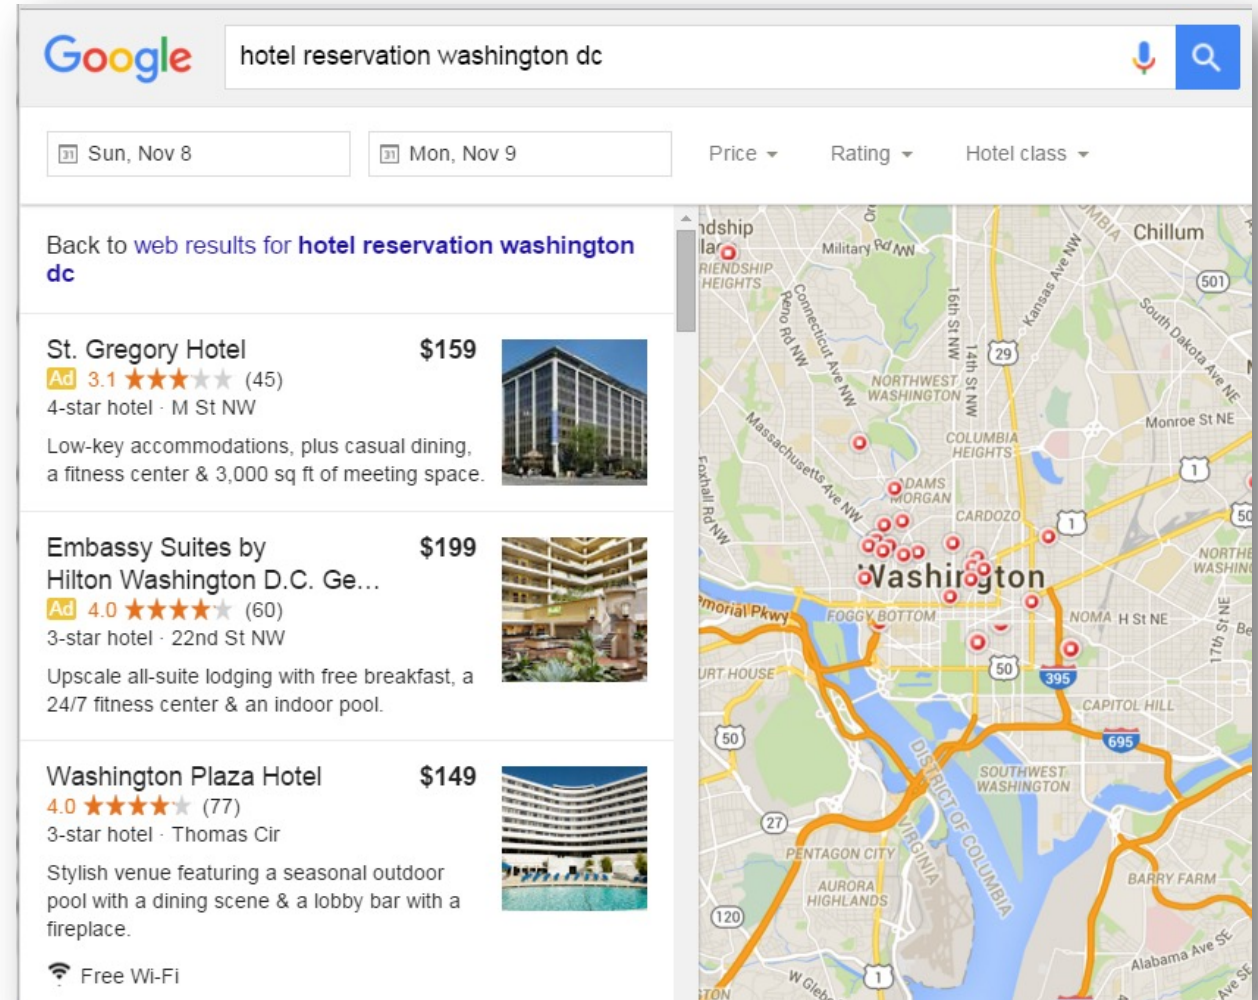 Google
hotel reservation washington dc
31 Sun, Nov 8
31 Mon, Nov 9
Price
Rating
Hotel class
Back to web results for hotel reservation washington
dc
St. Gregory Hotel $159
Ad 3.1 (45)
4-star hotel · M St NW
Low-key accommodations, plus casual dining,
a fitness center & 3,000 sq ft of meeting space.
Embassy Suites by $199
Hilton Washington D.C. Ge...
Ad 4.0 (60)
3-star hotel · 22nd St NW
Upscale all-suite lodging with free breakfast, a
24/7 fitness center & an indoor pool.
Washington Plaza Hotel $149
4.0 (77)
3-star hotel · Thomas Cir
Stylish venue featuring a seasonal outdoor
pool with a dining scene & a lobby bar with a
fireplace.
Free Wi-Fi
Military Rd NW
Chillum
FRIENDSHIP
HEIGHTS
501
Reno Rd NW
Connecticut Ave NW
16th St NW
14th St NW
Kansas Ave NW
South Dakota Ave NE
29
NORTHWEST
WASHINGTON
Monroe St NE
Massachusetts Ave NW
COLUMBIA
HEIGHTS
Foxhall Rd NW
1
ADAMS
MORGAN
CARDOZO
1
50
Washington
FOGGY BOTTOM
NOMA
H St NE
17th St NE
50
395
CAPITOL HILL
50
695
SOUTHWEST
WASHINGTON
DISTRICT OF COLUMBIA
VIRGINIA
27
PENTAGON CITY
AURORA
HIGHLANDS
BARRY FARM
120
Alabama Ave SE
1